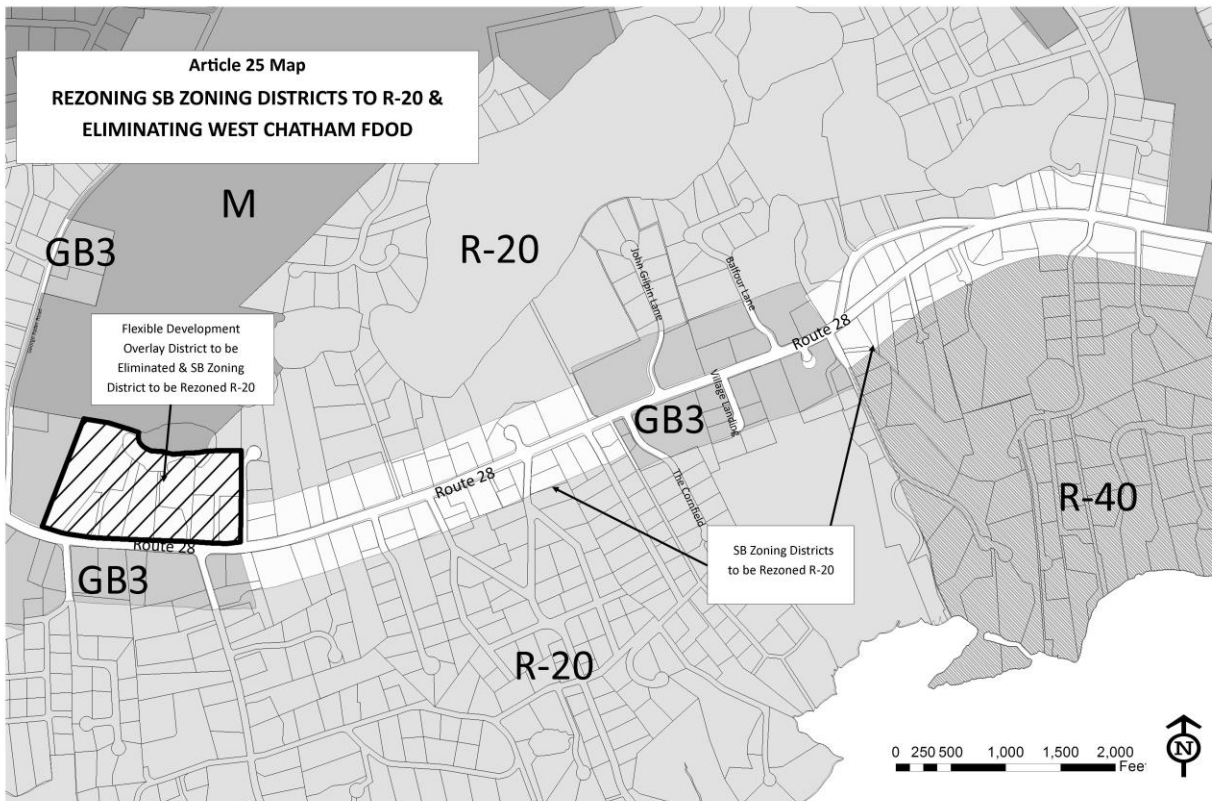 Article 25 Map
REZONING SB ZONING DISTRICTS TO R-20 &
ELIMINATING WEST CHATHAM FDOD
M
GB3
R-20
John Gilpin Lane
Balfour Lane
Route 28
Flexible Development
Overlay District to be
Eliminated & SB Zoning
District to be Rezoned R-20
GB3
Village Landing
The Cornfield
Route 28
R-40
Route 28
GB3
SB Zoning Districts
to be Rezoned R-20
R-20
0 250 500 1,000 1,500 2,000
Fee
N